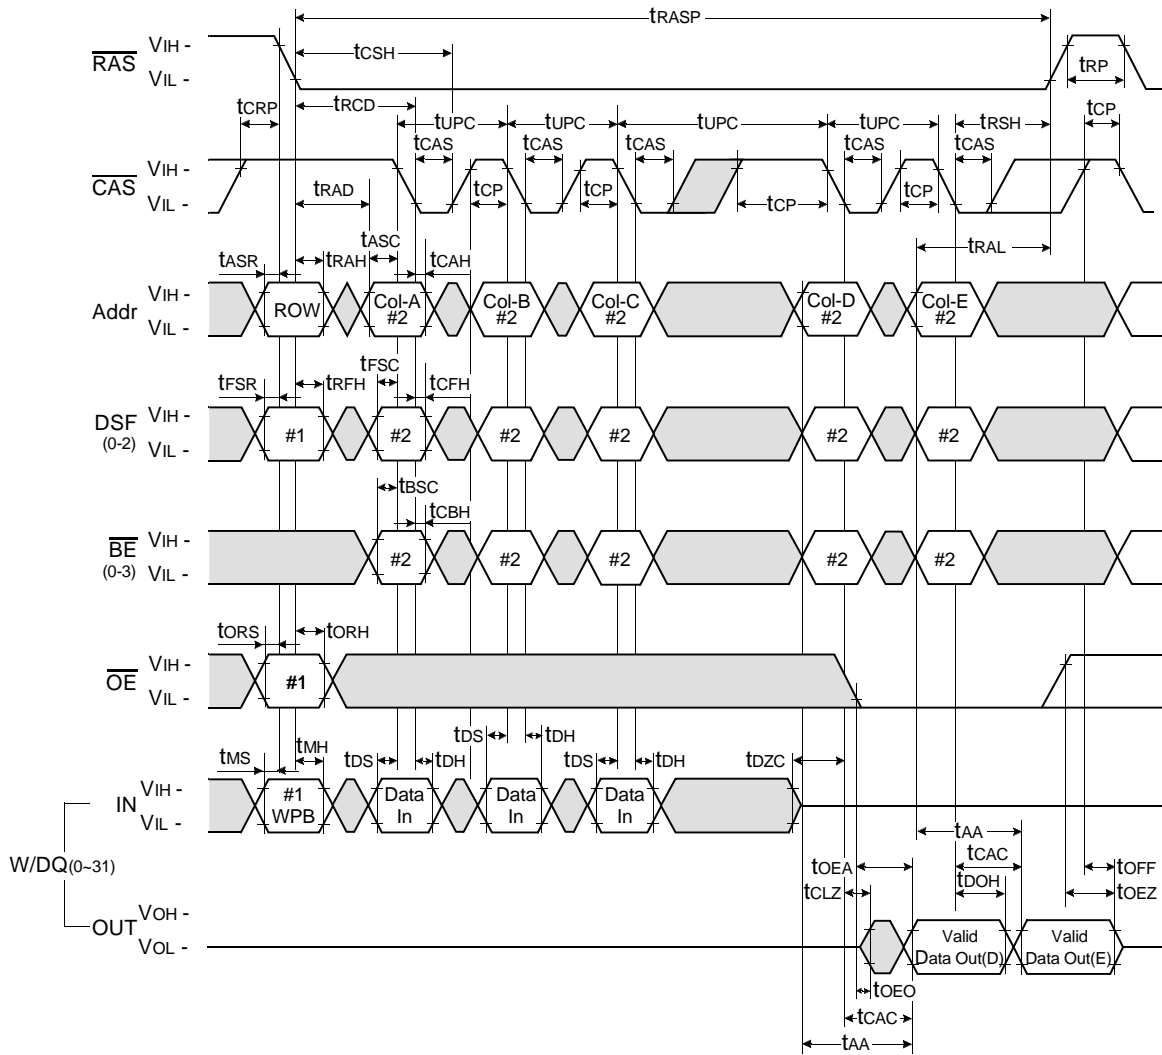 tRASP
RAS
VIH -
VIL -
tCSH
tRP
tCRP
tRCD
tUPC
tUPC
tUPC
tUPC
tRSH
tCP
CAS
VIH -
VIL -
tCAS
tCAS
tCAS
tCAS
tCAS
tRAD
tCP
tCP
tCP
tCP
tASC
tRAL
tASR
tRAH
tCAH
Addr
VIH -
VIL -
ROW
Col-A
#2
Col-B
#2
Col-C
#2
Col-D
#2
Col-E
#2
tFSC
tFSR
tRFH
tCFH
DSF
(0-2)
VIH -
VIL -
#1
#2
#2
#2
#2
#2
tBSC
tCBH
BE
(0-3)
VIH -
VIL -
#2
#2
#2
#2
#2
tORS
tORH
OE
VIH -
VIL -
#1
tDS
tDH
tMS
tMH
tDS
tDH
tDS
tDH
tDZC
IN
VIH -
VIL -
#1
WPB
Data
In
Data
In
Data
In
W/DQ(0~31)
tAA
tOEA
tCAC
tOFF
tCLZ
tDOH
tOEZ
OUT
VOH -
VOL -
Valid
Data Out(D)
Valid
Data Out(E)
tOEO
tCAC
tAA